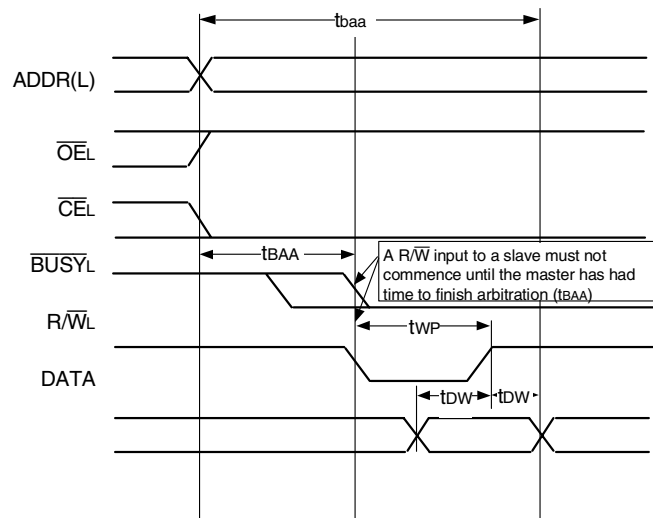 tbaa
ADDR(L)
OEL
CEL
tBAA
BUSYL
A R/W input to a slave must not
commence until the master has had
time to finish arbitration (tBAA)
R/WL
tWP
DATA
tDW
tDW